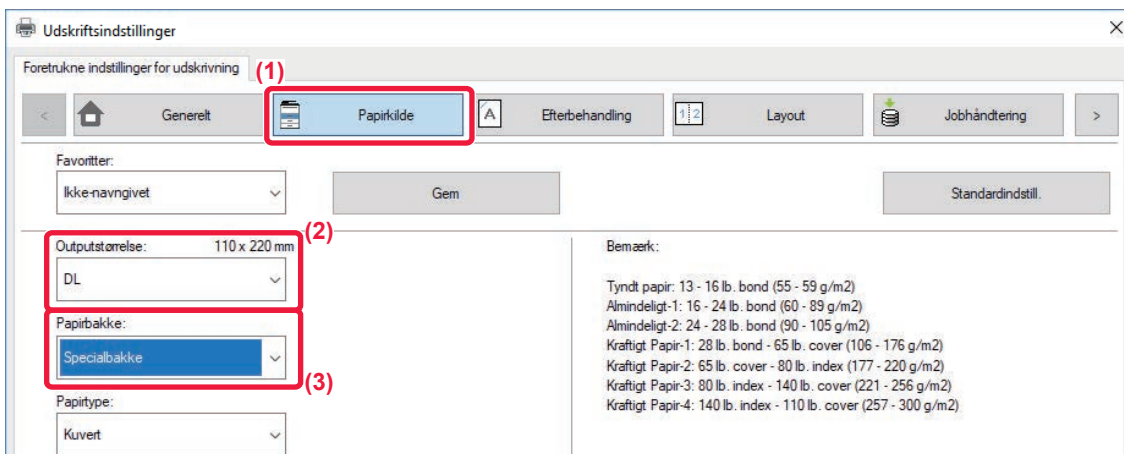 Udskriftsindstillinger
Foretrukne indstillinger for udskrivning
(1)
< Generelt Papirkilde A Efterbehandling 1 2 Layout Jobhåndtering >
Favoritter:
Ikke-navngivet Gem Standardindstill.
(2)
Outputstørrelse: 110 x 220 mm
DL
Papirbakke:
Specialbakke
(3)
Papirtype:
Kuvert
Bemærk:
Tyndt papir: 13 - 16 lb. bond (55 - 59 g/m2)
Almindeligt-1: 16 - 24 lb. bond (60 - 89 g/m2)
Almindeligt-2: 24 - 28 lb. bond (90 - 105 g/m2)
Kraftigt Papir-1: 28 lb. bond - 65 lb. cover (106 - 176 g/m2)
Kraftigt Papir-2: 65 lb. cover - 80 lb. index (177 - 220 g/m2)
Kraftigt Papir-3: 80 lb. index - 140 lb. cover (221 - 256 g/m2)
Kraftigt Papir-4: 140 lb. index - 110 lb. cover (257 - 300 g/m2)